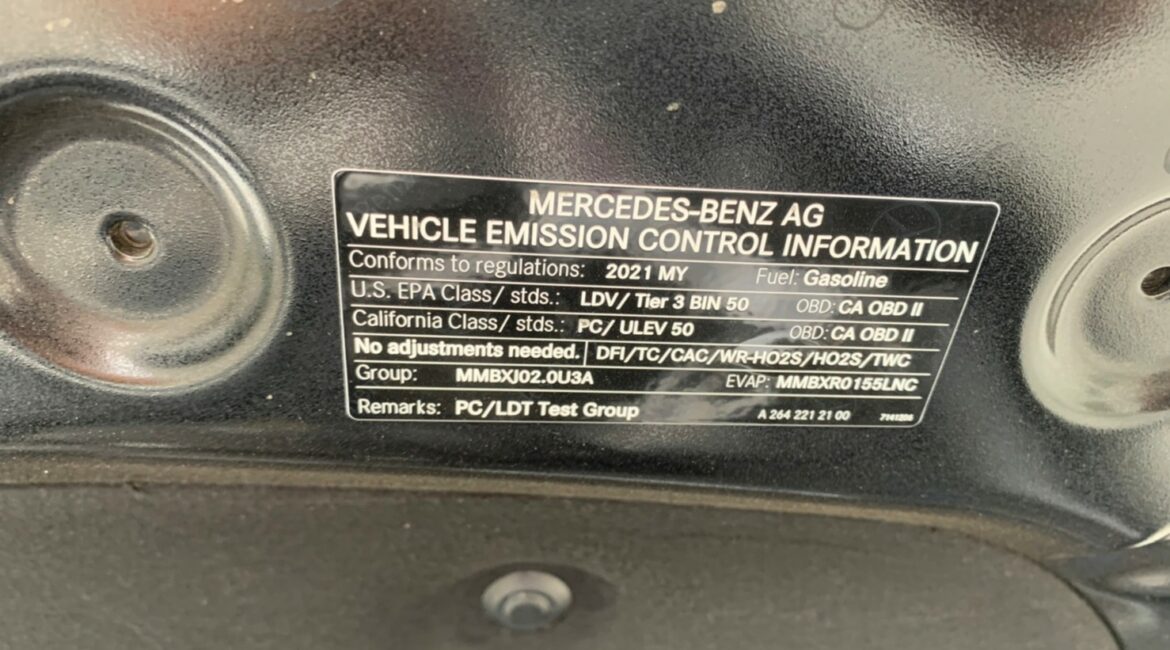 MERCEDES-BENZ AG
VEHICLE EMISSION CONTROL INFORMATION
Conforms to regulations: 2021 MY Fuel: Gasoline
U.S. EPA Class/ stds.: LDV/ Tier 3 BIN 50 OBD: CA OBD II
California Class/ stds.: PC/ ULEV 50 OBD: CA OBD II
No adjustments needed. DFI/TC/CAC/WR-HO2S/HO2S/TWC
Group: MMBXJ02.0U3A EVAP: MMBXR0155LNC
Remarks: PC/LDT Test Group A 264 221 21 00 7141206